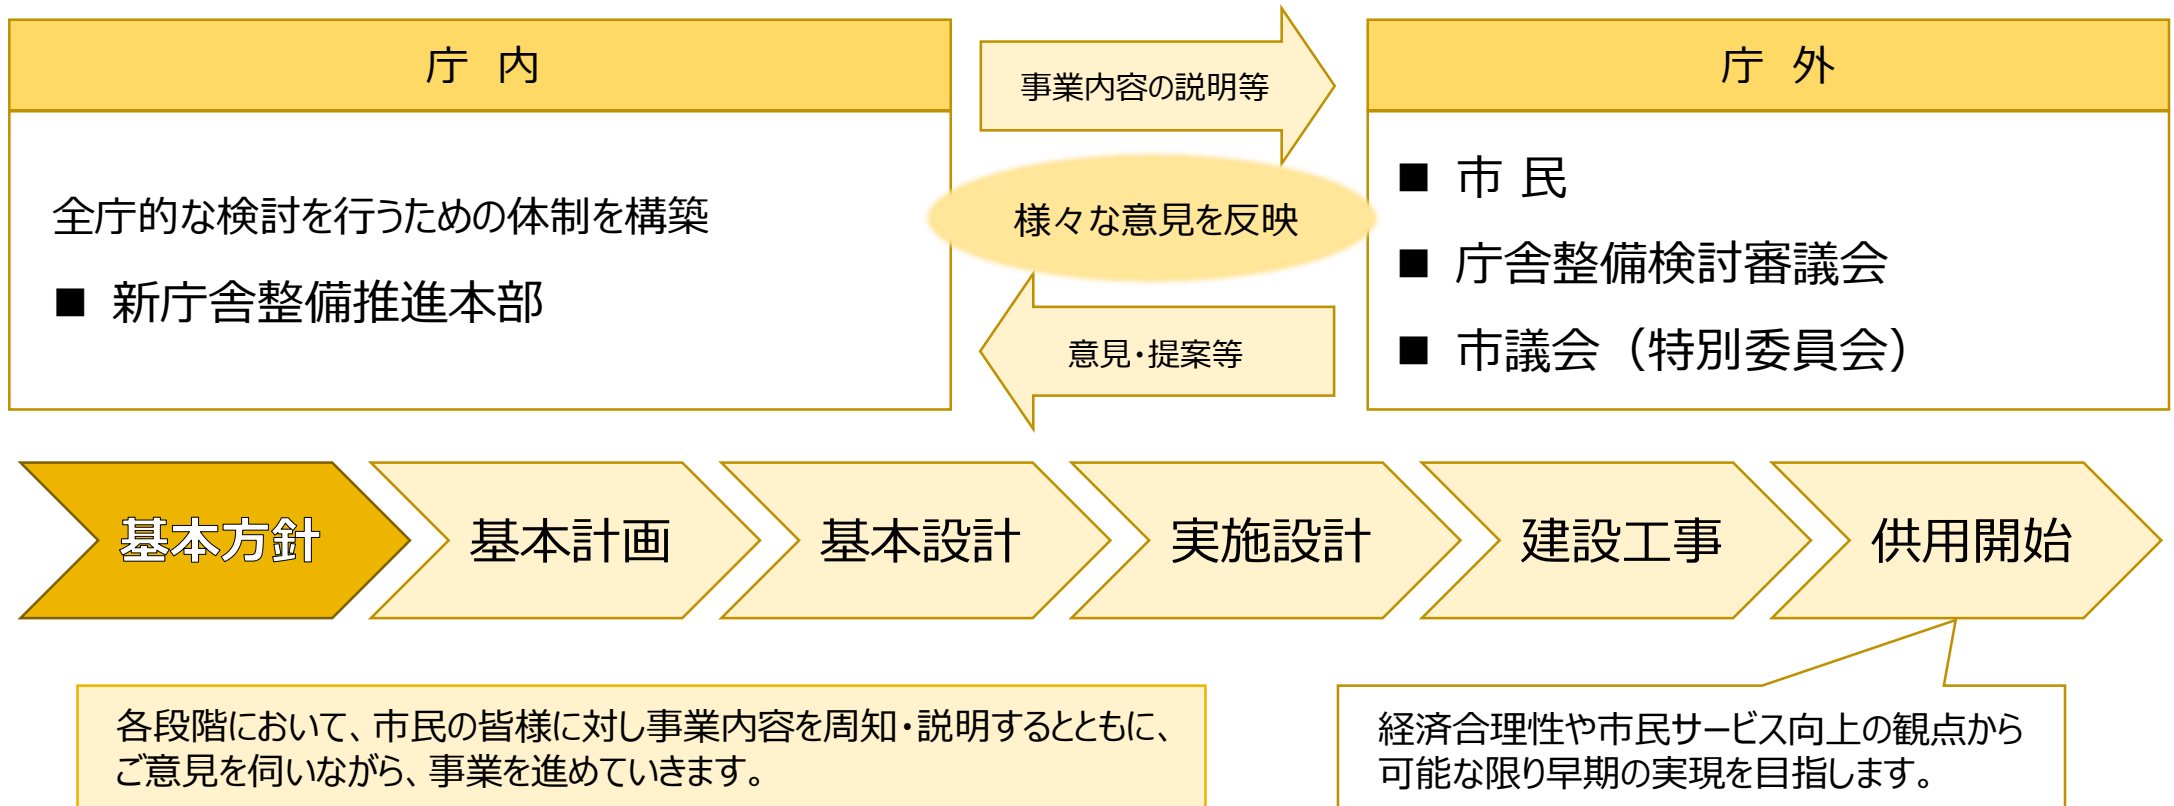 庁 内
全庁的な検討を行うための体制を構築
■ 新庁舎整備推進本部
事業内容の説明等
様々な意見を反映
意見・提案等
庁 外
■ 市 民
■ 庁舎整備検討審議会
■ 市議会（特別委員会）
基本方針
基本計画
基本設計
実施設計
建設工事
供用開始
各段階において、市民の皆様に対し事業内容を周知・説明するとともに、
ご意見を伺いながら、事業を進めていきます。
経済合理性や市民サービス向上の観点から
可能な限り早期の実現を目指します。